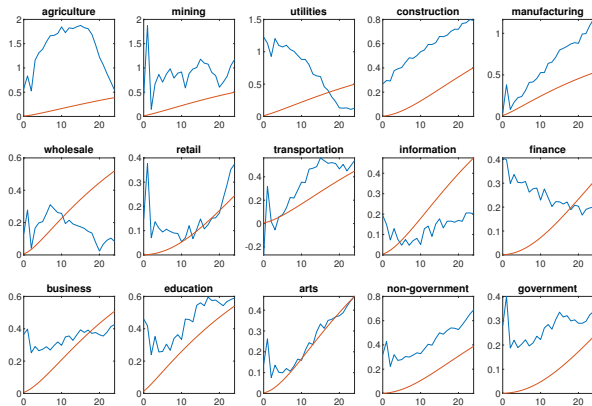 agriculture mining utilities construction manufacturing
2 2 1.5 0.8
1.5 1.5 0.6 1
1 1 1 0.4
0.5 0.5 0.5 0.2 0.5
0 0 0 0 0
0 10 20 0 10 20 0 10 20 0 10 20 0 10 20
wholesale retail transportation information finance
0.6 0.4
0.4 0.3 0.4 0.4 0.4
0.2 0.3
0.2 0.2 0.2 0.2
0.1 0 0.1
0 0 -0.2 0 0
0 10 20 0 10 20 0 10 20 0 10 20 0 10 20
business education arts non-government government
0.6 0.6 0.8
0.4 0.4 0.4 0.6 0.4
0.3 0.3
0.2 0.2 0.2 0.4 0.2
0.1 0.2 0.1
0 0 0 0 0
0 10 20 0 10 20 0 10 20 0 10 20 0 10 20